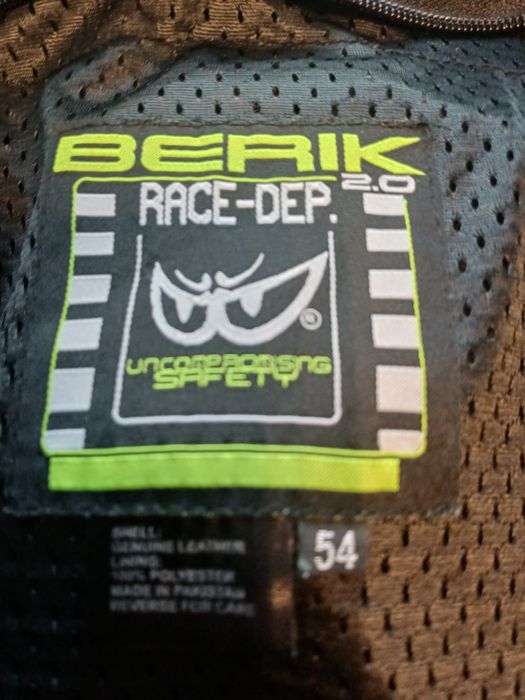 BERIK
2.0
RACE-DEP.
®
UNCOMPROMISING
SAFETY
54
SHELL:
GENUINE LEATHER
LINING:
100% POLYESTER
MADE IN PAKISTAN
REVERSE FOR CARE